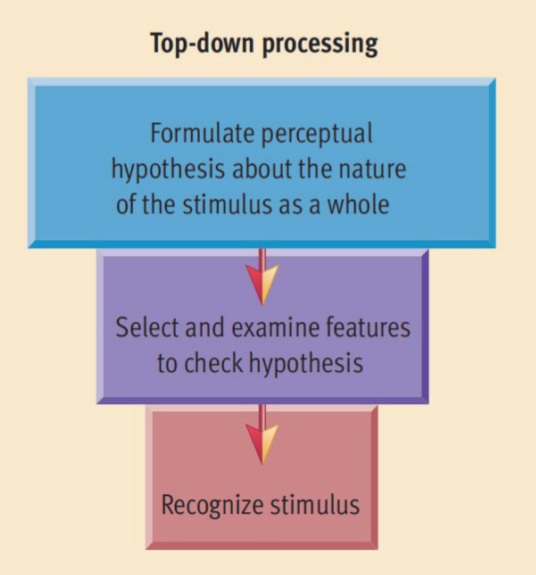 Top-down processing
Formulate perceptual
hypothesis about the nature
of the stimulus as a whole
Select and examine features
to check hypothesis
Recognize stimulus